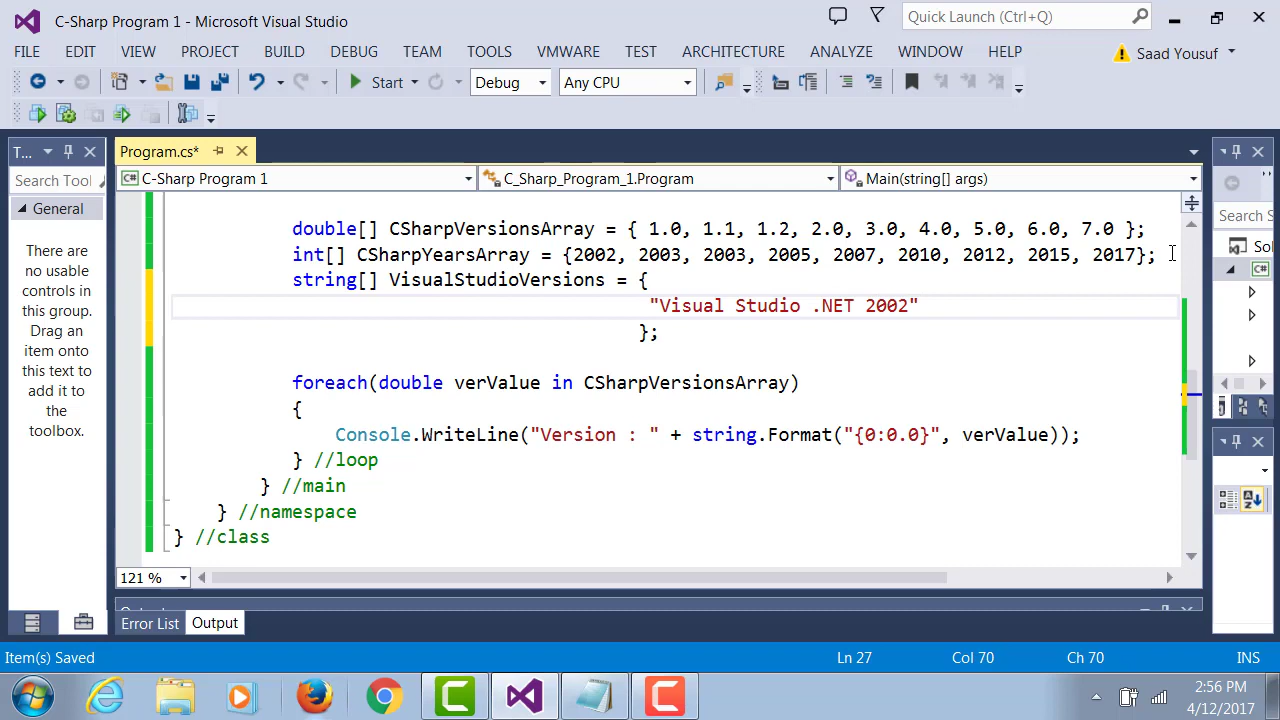 C-Sharp Program 1 - Microsoft Visual Studio
Quick Launch (Ctrl+Q)
FILE EDIT VIEW PROJECT BUILD DEBUG TEAM TOOLS VMWARE TEST ARCHITECTURE ANALYZE WINDOW HELP Saad Yousuf
Start Debug Any CPU
T... Program.cs*
Search Tool C-Sharp Program 1 C_Sharp_Program_1.Program Main(string[] args)
General
Search S
Sol
C#
There are
no usable
controls in
this group.
Drag an
item onto
this text to
add it to
the
toolbox.
double[] CSharpVersionsArray = { 1.0, 1.1, 1.2, 2.0, 3.0, 4.0, 5.0, 6.0, 7.0 };
int[] CSharpYearsArray = {2002, 2003, 2003, 2005, 2007, 2010, 2012, 2015, 2017};
string[] VisualStudioVersions = {
"Visual Studio .NET 2002"
};
foreach(double verValue in CSharpVersionsArray)
{
Console.WriteLine("Version : " + string.Format("{0:0.0}", verValue));
} //loop
} //main
} //namespace
} //class
121 %
Error List Output
Item(s) Saved Ln 27 Col 70 Ch 70 INS
2:56 PM
4/12/2017